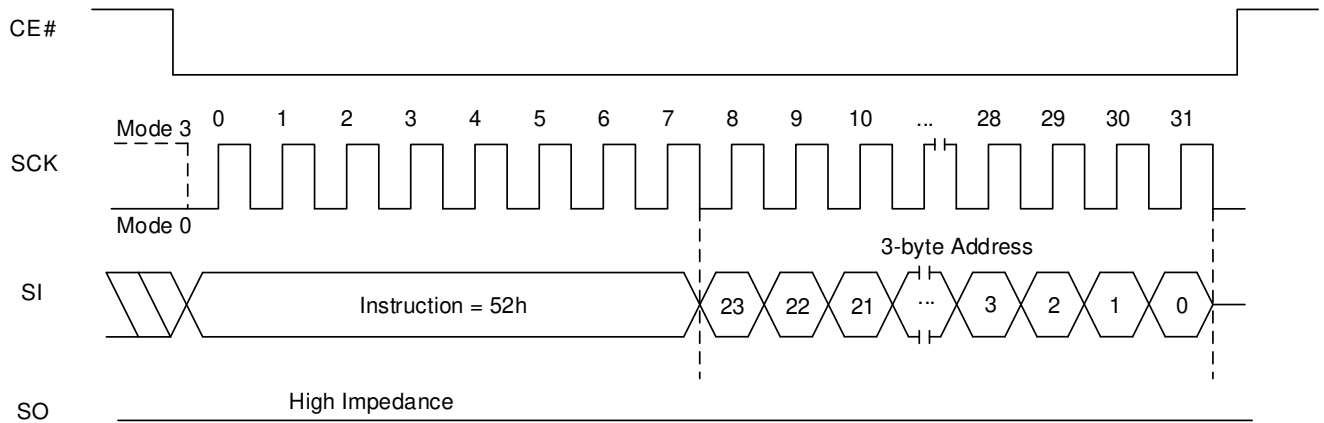 CE#
Mode 3
0 1 2 3 4 5 6 7 8 9 10 ... 28 29 30 31
SCK
Mode 0
3-byte Address
SI
Instruction = 52h
23 22 21 ... 3 2 1 0
High Impedance
SO